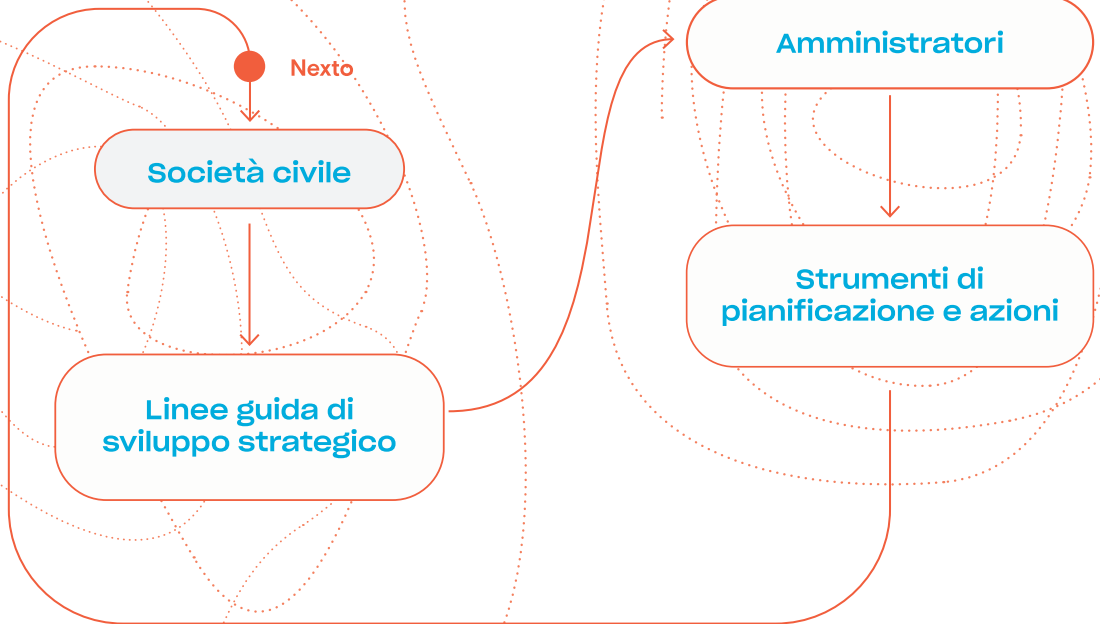 Nexto
Società civile
Linee guida di
sviluppo strategico
Amministratori
Strumenti di
pianificazione e azioni